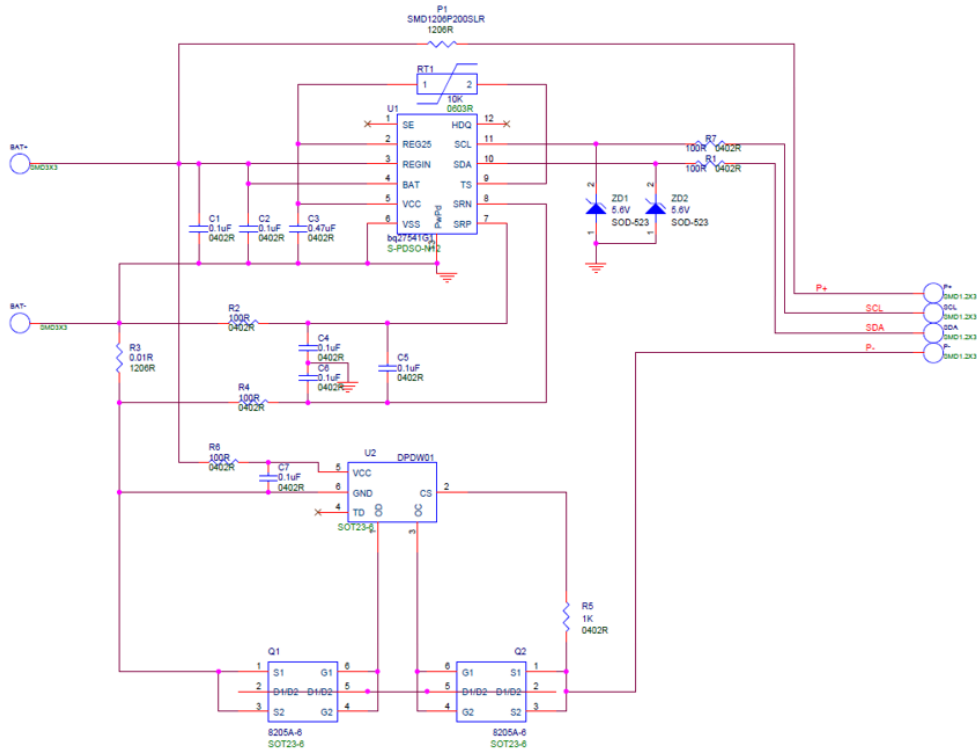 P1
SMD1206P200SLR
1206R
RT1
1
2
10K
0603R
U1
1
SE
HDQ
12
2
REG25
SCL
11
3
REGIN
SDA
10
4
BAT
TS
9
5
VCC
SRN
8
6
VSS
SRP
7
PwPd
bq27541G1
S-PDSO-N12
BAT+
SMD3X3
C1
0.1uF
0402R
C2
0.1uF
0402R
C3
0.47uF
0402R
R7
100R
0402R
R1
100R
0402R
2
ZD1
5.6V
SOD-523
1
2
ZD2
5.6V
SOD-523
1
P+
SCL
SDA
P-
P+
SMD1.2X3
SCL
SMD1.2X3
SDA
SMD1.2X3
P-
SMD1.2X3
BAT-
SMD3X3
R2
100R
0402R
R3
0.01R
1206R
C4
0.1uF
0402R
C6
0.1uF
0402R
C5
0.1uF
0402R
R4
100R
0402R
R6
100R
0402R
C7
0.1uF
0402R
U2
DPDW01
5
VCC
6
GND
4
TD
OD
OC
CS
2
3
SOT23-6
R5
1K
0402R
Q1
1
S1
G1
6
2
D1/D2
D1/D2
5
3
S2
G2
4
8205A-6
SOT23-6
Q2
6
G1
S1
1
5
D1/D2
D1/D2
2
4
G2
S2
3
8205A-6
SOT23-6